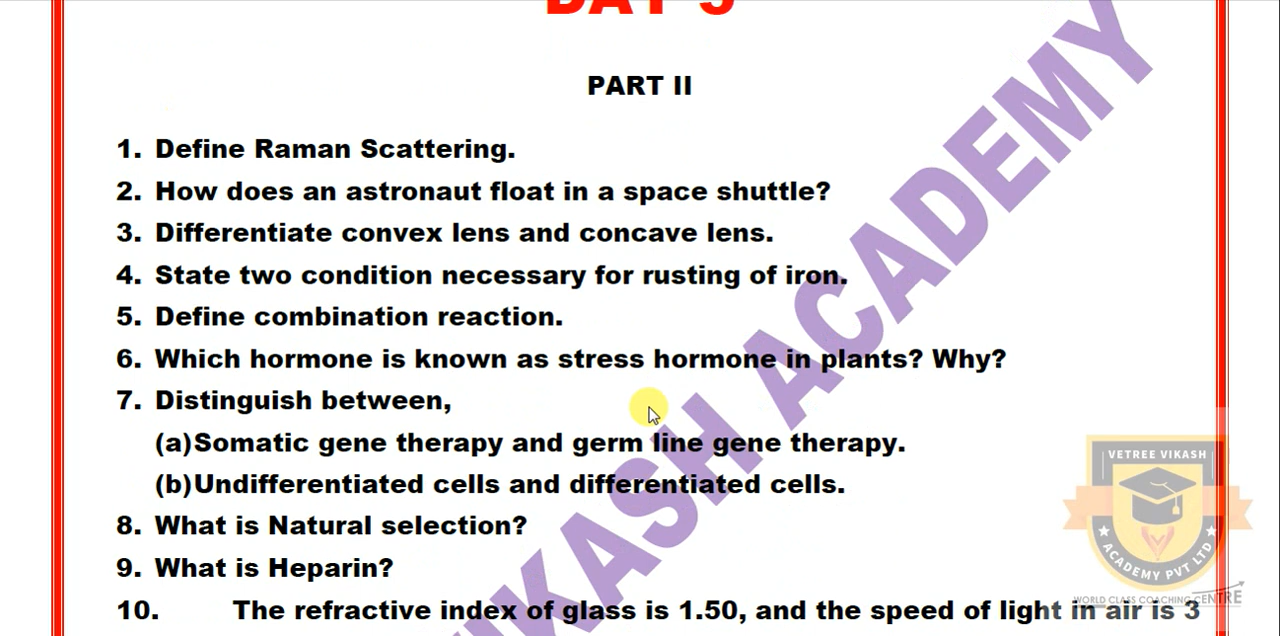 DAY 3
PART II
1. Define Raman Scattering.
2. How does an astronaut float in a space shuttle?
3. Differentiate convex lens and concave lens.
4. State two condition necessary for rusting of iron.
5. Define combination reaction.
6. Which hormone is known as stress hormone in plants? Why?
7. Distinguish between,
(a)Somatic gene therapy and germ line gene therapy.
(b)Undifferentiated cells and differentiated cells.
8. What is Natural selection?
9. What is Heparin?
10. The refractive index of glass is 1.50, and the speed of light in air is 3
VIKASH ACADEMY
VETREE VIKASH
ACADEMY PVT LTD
WORLD CLASS COACHING CENTRE